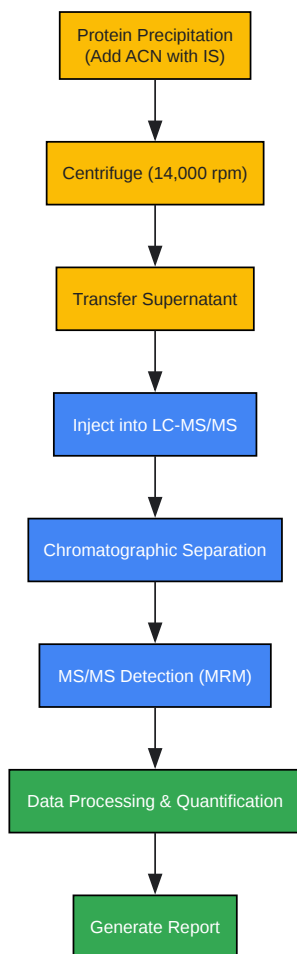 Protein Precipitation
(Add ACN with IS)
Centrifuge (14,000 rpm)
Transfer Supernatant
Inject into LC-MS/MS
Chromatographic Separation
MS/MS Detection (MRM)
Data Processing & Quantification
Generate Report